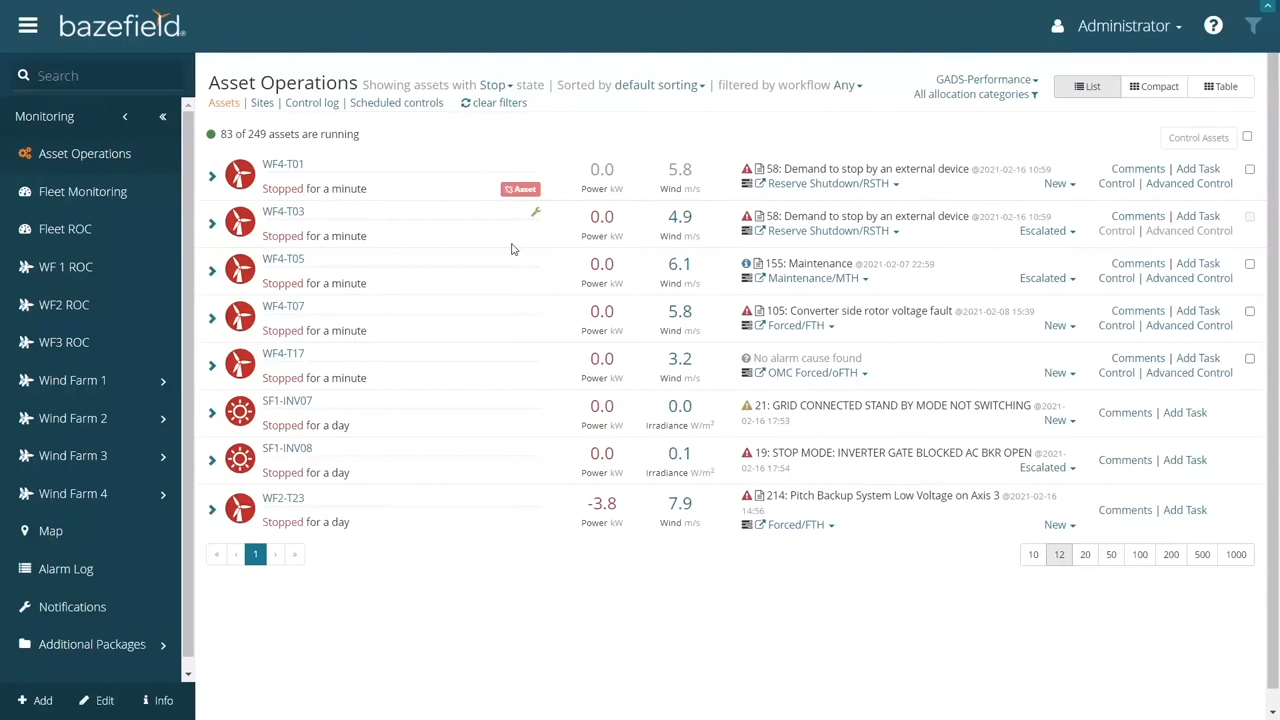 bazefield®
Administrator
?
Search
Monitoring
Asset Operations
Fleet Monitoring
Fleet ROC
WF 1 ROC
WF2 ROC
WF3 ROC
Wind Farm 1
Wind Farm 2
Wind Farm 3
Wind Farm 4
Map
Alarm Log
Notifications
Additional Packages
Add Edit Info
Asset Operations Showing assets with Stop state | Sorted by default sorting | filtered by workflow Any
Assets | Sites | Control log | Scheduled controls clear filters
GADS-Performance
All allocation categories
List Compact Table
83 of 249 assets are running
Control Assets
WF4-T01
Stopped for a minute
Asset
0.0
Power kW
5.8
Wind m/s
58: Demand to stop by an external device @2021-02-16 10:59
Reserve Shutdown/RSTH
New
Comments | Add Task
Control | Advanced Control
WF4-T03
Stopped for a minute
0.0
Power kW
4.9
Wind m/s
58: Demand to stop by an external device @2021-02-16 10:59
Reserve Shutdown/RSTH
Escalated
Comments | Add Task
Control | Advanced Control
WF4-T05
Stopped for a minute
0.0
Power kW
6.1
Wind m/s
155: Maintenance @2021-02-07 22:59
Maintenance/MTH
Escalated
Comments | Add Task
Control | Advanced Control
WF4-T07
Stopped for a minute
0.0
Power kW
5.8
Wind m/s
105: Converter side rotor voltage fault @2021-02-08 15:39
Forced/FTH
New
Comments | Add Task
Control | Advanced Control
WF4-T17
Stopped for a minute
0.0
Power kW
3.2
Wind m/s
No alarm cause found
OMC Forced/oFTH
New
Comments | Add Task
Control | Advanced Control
SF1-INV07
Stopped for a day
0.0
Power kW
0.0
Irradiance W/m²
21: GRID CONNECTED STAND BY MODE NOT SWITCHING @2021-
02-16 17:53
New
Comments | Add Task
SF1-INV08
Stopped for a day
0.0
Power kW
0.1
Irradiance W/m²
19: STOP MODE: INVERTER GATE BLOCKED AC BKR OPEN @2021-
02-16 17:54
Escalated
Comments | Add Task
WF2-T23
Stopped for a day
-3.8
Power kW
7.9
Wind m/s
214: Pitch Backup System Low Voltage on Axis 3 @2021-02-16
14:56
Forced/FTH
New
Comments | Add Task
« ‹ 1 › »
10 12 20 50 100 200 500 1000